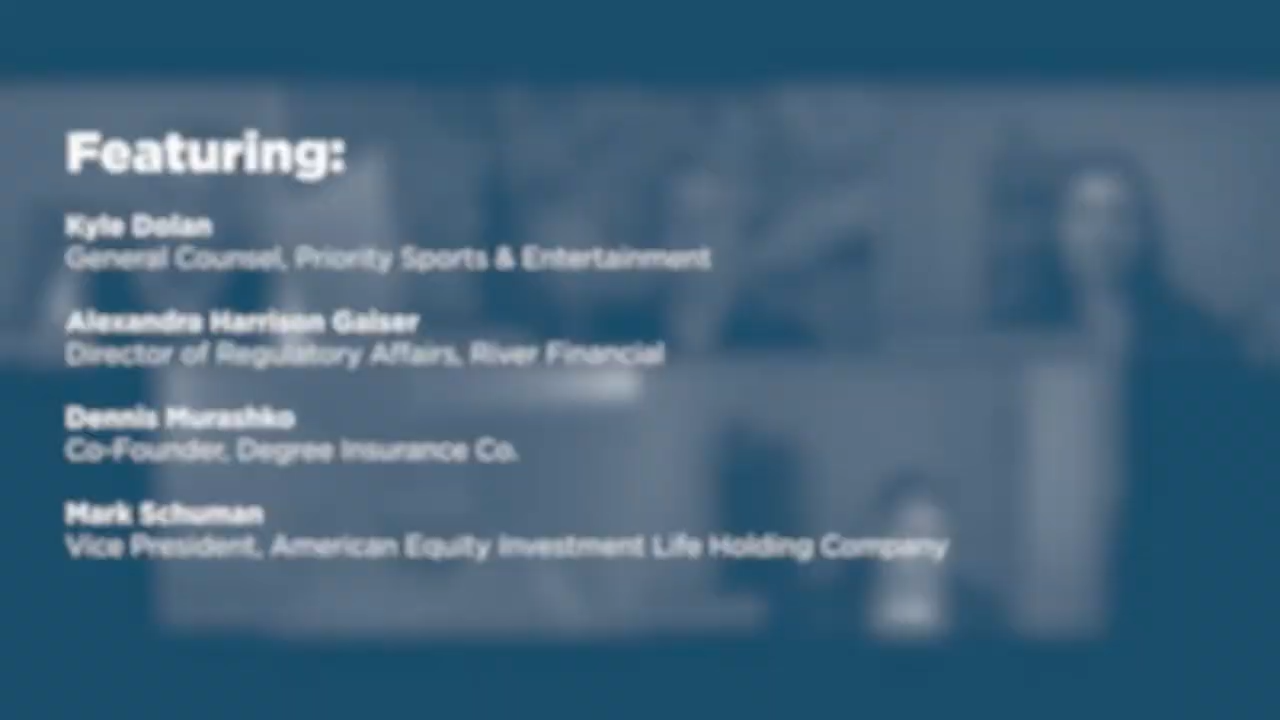 Featuring:
Kyle Dolan
General Counsel, Priority Sports & Entertainment
Alexandra Harrison Gaiser
Director of Regulatory Affairs, River Financial
Dennis Murashko
Co-Founder, Degree Insurance Co.
Mark Schuman
Vice President, American Equity Investment Life Holding Company